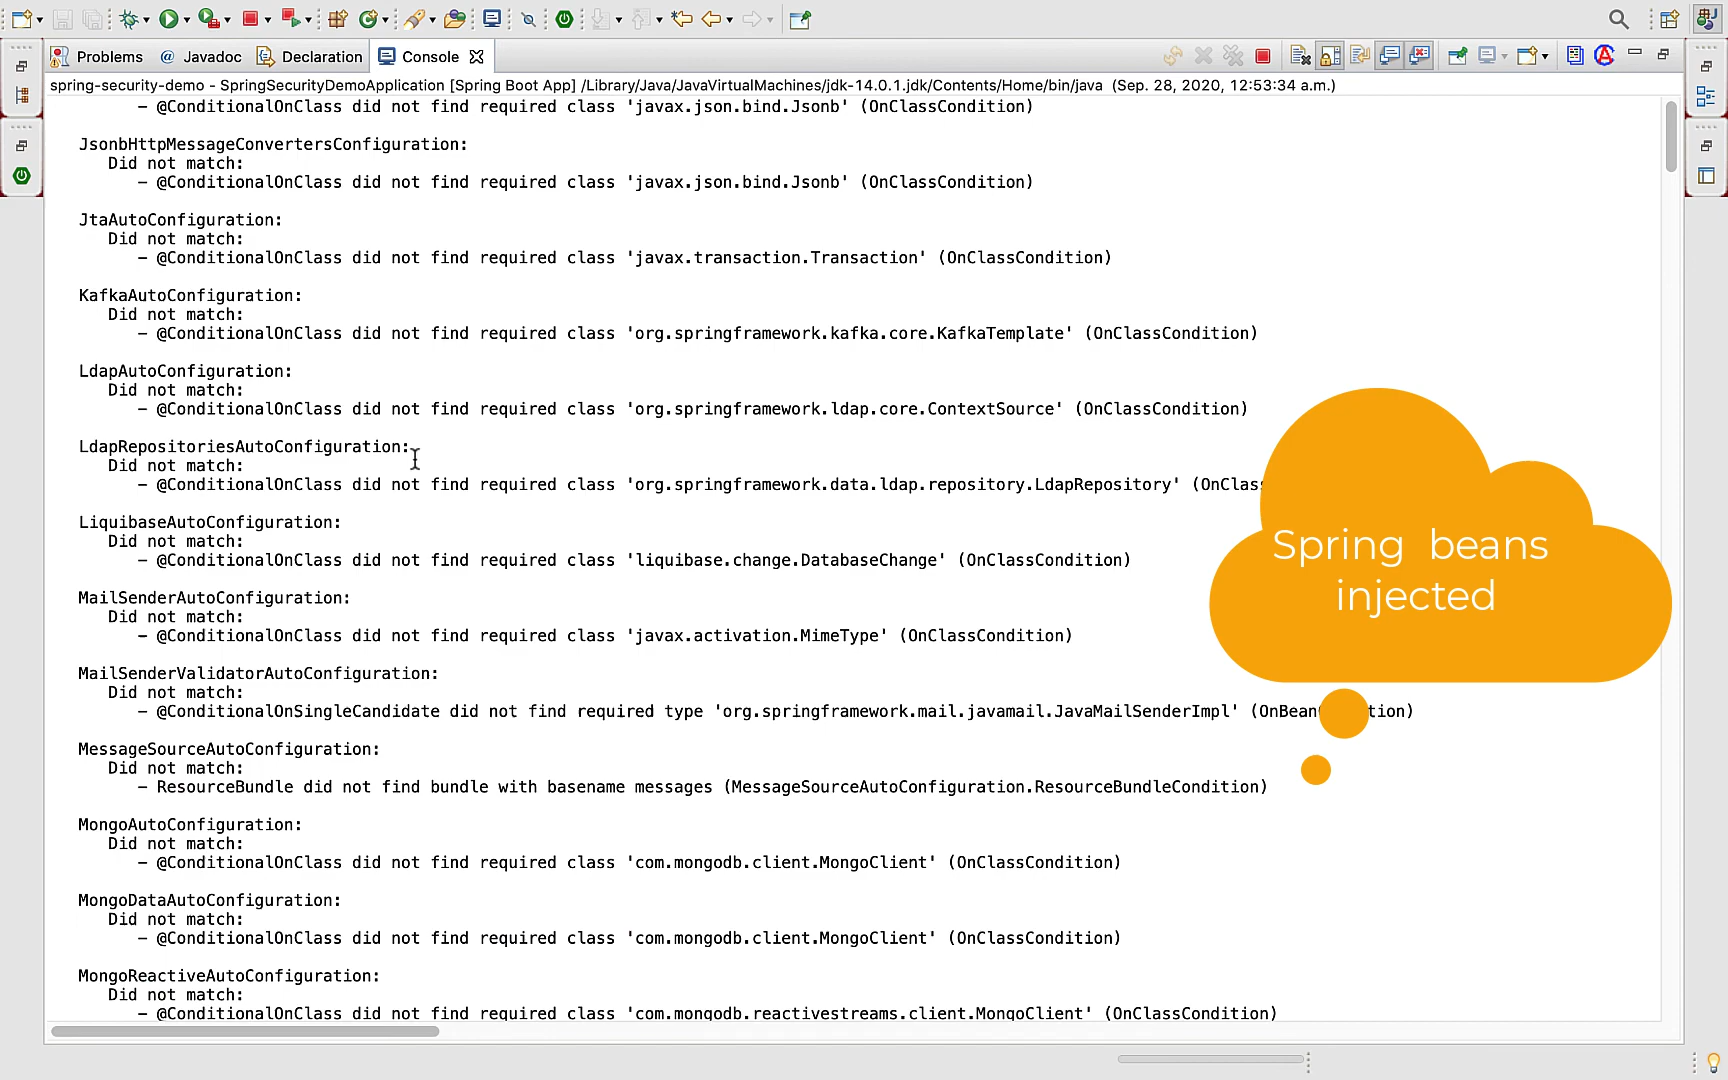 Problems @ Javadoc Declaration Console
spring-security-demo - SpringSecurityDemoApplication [Spring Boot App] /Library/Java/JavaVirtualMachines/jdk-14.0.1.jdk/Contents/Home/bin/java (Sep. 28, 2020, 12:53:34 a.m.)
- @ConditionalOnClass did not find required class 'javax.json.bind.Jsonb' (OnClassCondition)
JsonbHttpMessageConvertersConfiguration:
Did not match:
- @ConditionalOnClass did not find required class 'javax.json.bind.Jsonb' (OnClassCondition)
JtaAutoConfiguration:
Did not match:
- @ConditionalOnClass did not find required class 'javax.transaction.Transaction' (OnClassCondition)
KafkaAutoConfiguration:
Did not match:
- @ConditionalOnClass did not find required class 'org.springframework.kafka.core.KafkaTemplate' (OnClassCondition)
LdapAutoConfiguration:
Did not match:
- @ConditionalOnClass did not find required class 'org.springframework.ldap.core.ContextSource' (OnClassCondition)
LdapRepositoriesAutoConfiguration:
Did not match:
- @ConditionalOnClass did not find required class 'org.springframework.data.ldap.repository.LdapRepository'
LiquibaseAutoConfiguration:
Did not match:
- @ConditionalOnClass did not find required class 'liquibase.change.DatabaseChange' (OnClassCondition)
Spring beans
injected
MailSenderAutoConfiguration:
Did not match:
- @ConditionalOnClass did not find required class 'javax.activation.MimeType' (OnClassCondition)
MailSenderValidatorAutoConfiguration:
Did not match:
- @ConditionalOnSingleCandidate did not find required type 'org.springframework.mail.javamail.JavaMailSenderImpl'
MessageSourceAutoConfiguration:
Did not match:
- ResourceBundle did not find bundle with basename messages (MessageSourceAutoConfiguration.ResourceBundleCondition)
MongoAutoConfiguration:
Did not match:
- @ConditionalOnClass did not find required class 'com.mongodb.client.MongoClient' (OnClassCondition)
MongoDataAutoConfiguration:
Did not match:
- @ConditionalOnClass did not find required class 'com.mongodb.client.MongoClient' (OnClassCondition)
MongoReactiveAutoConfiguration:
Did not match:
- @ConditionalOnClass did not find required class 'com.mongodb.reactivestreams.client.MongoClient' (OnClassCondition)